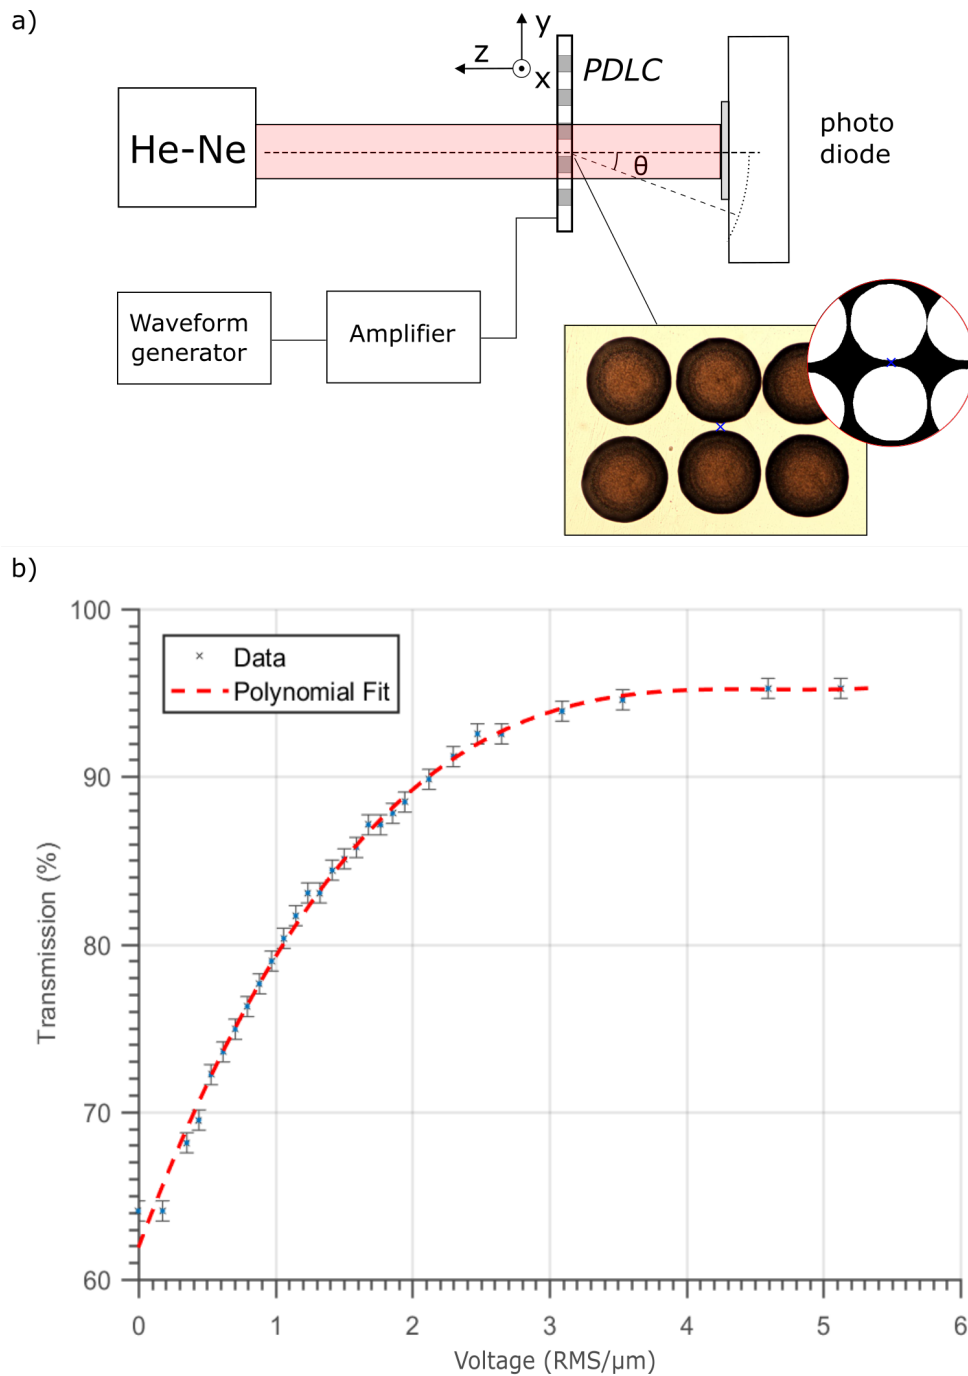 a)
y
z
x
PDLC
He-Ne
θ
photo
diode
Waveform
generator
Amplifier
b)
100
90
80
70
60
Data
Polynomial Fit
Transmission (%)
0 1 2 3 4 5 6
Voltage (RMS/µm)